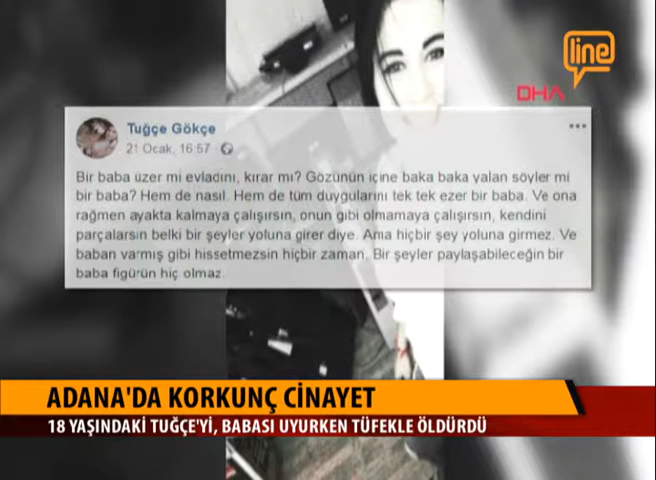 line
DHA
Tuğçe Gökçe
21 Ocak, 16:57
Bir baba üzer mi evladını, kırar mı? Gözünün içine baka baka yalan söyler mi
bir baba? Hem de nasıl. Hem de tüm duygularını tek tek ezer bir baba. Ve ona
rağmen ayakta kalmaya çalışırsın, onun gibi olmamaya çalışırsın, kendini
parçalarsın belki bir şeyler yoluna girer diye. Ama hiçbir şey yoluna girmez. Ve
baban varmış gibi hissetmezsin hiçbir zaman. Bir şeyler paylaşabileceğin bir
baba figürün hiç olmaz.
ADANA'DA KORKUNÇ CİNAYET
18 YAŞINDAKİ TUĞÇE'Yİ, BABASI UYURKEN TÜFEKLE ÖLDÜRDÜ